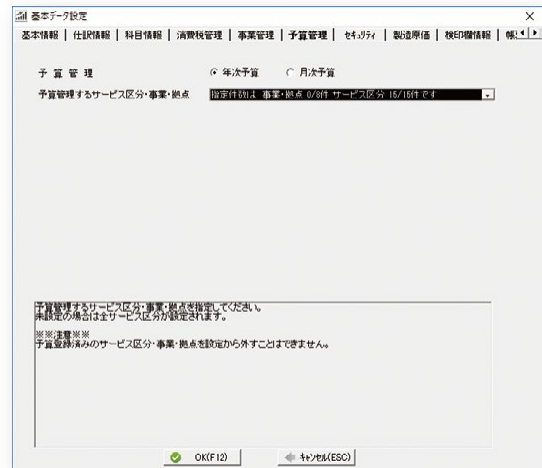 基本データ設定
基本情報 | 仕訳情報 | 科目情報 | 消費税管理 | 事業管理 | 予算管理 | セキュリティ | 製造原価 | 検印欄情報 | 帳
予 算 管 理 年次予算 月次予算
予算管理するサービス区分・事業・拠点 指定件数は 事業・拠点 0/8件 サービス区分 16/16件 です
予算管理するサービス区分・事業・拠点を指定してください。
未設定の場合は全サービス区分が設定されます。
※※注意※※
予算登録済みのサービス区分・事業・拠点を設定から外すことはできません。
OK(F12) キャンセル(ESC)